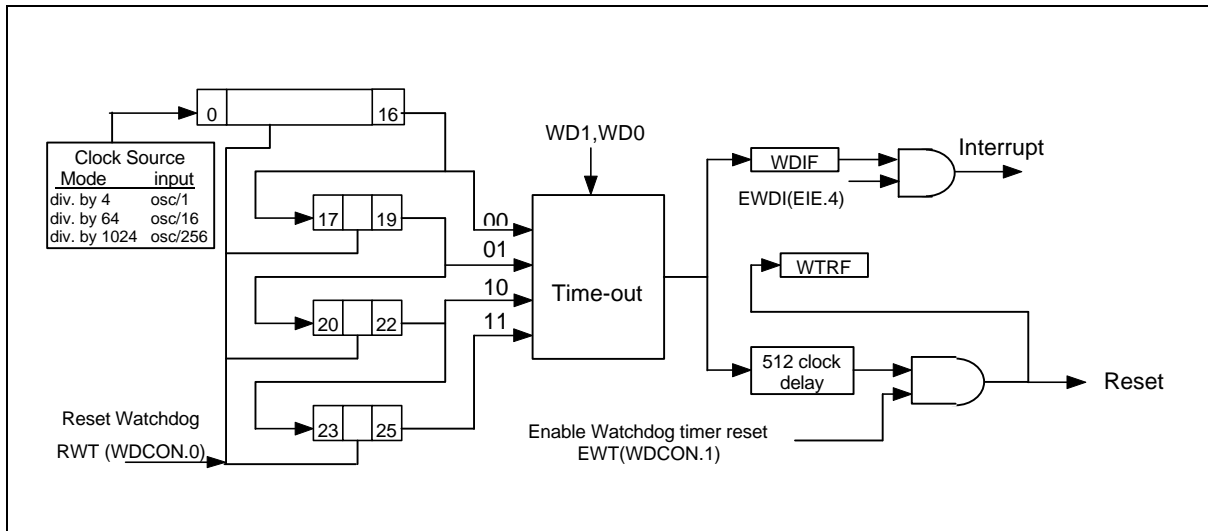 0 16
Clock Source
Mode input
div. by 4 osc/1
div. by 64 osc/16
div. by 1024 osc/256
17 19
20 22
23 25
Reset Watchdog
RWT (WDCON.0)
WD1,WD0
00
01
10
11
Time-out
WDIF
EWDI(EIE.4)
Interrupt
WTRF
512 clock
delay
Reset
Enable Watchdog timer reset
EWT(WDCON.1)